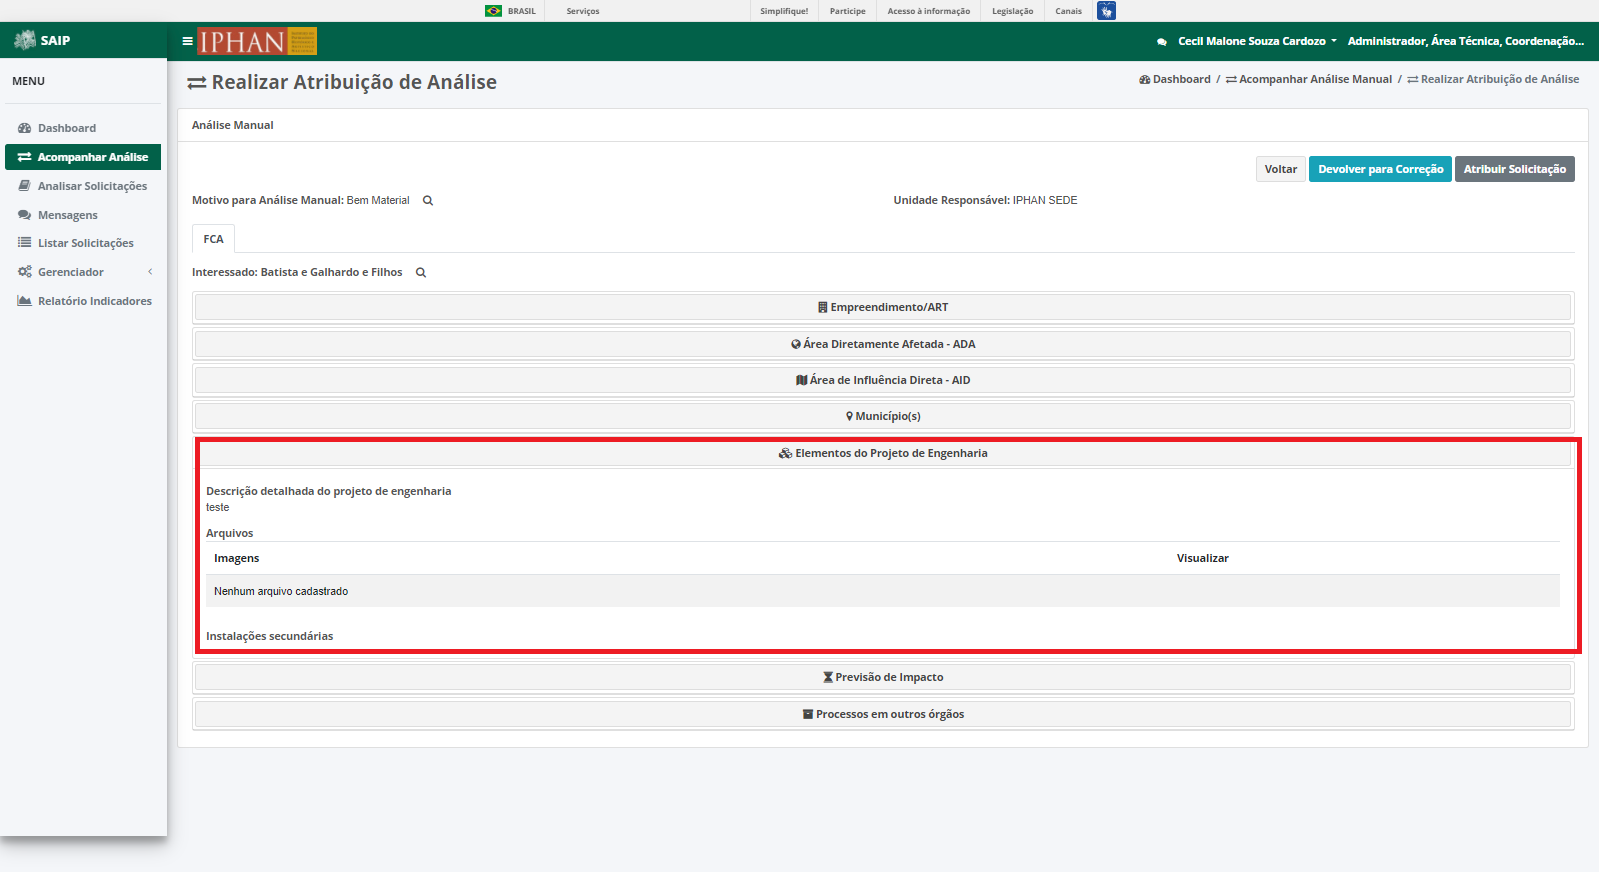 BRASIL Serviços Simplifique! Participe Acesso à informação Legislação Canais
SAIP IPHAN Cecil Malone Souza Cardozo Administrador, Área Técnica, Coordenação...
MENU
Dashboard
Acompanhar Análise
Analisar Solicitações
Mensagens
Listar Solicitações
Gerenciador
Relatório Indicadores
Realizar Atribuição de Análise
Dashboard / Acompanhar Análise Manual / Realizar Atribuição de Análise
Análise Manual
Voltar Devolver para Correção Atribuir Solicitação
Motivo para Análise Manual: Bem Material Unidade Responsável: IPHAN SEDE
FCA
Interessado: Batista e Galhardo e Filhos
Empreendimento/ART
Área Diretamente Afetada - ADA
Área de Influência Direta - AID
Município(s)
Elementos do Projeto de Engenharia
Descrição detalhada do projeto de engenharia
teste
Arquivos
Imagens Visualizar
Nenhum arquivo cadastrado
Instalações secundárias
Previsão de Impacto
Processos em outros órgãos